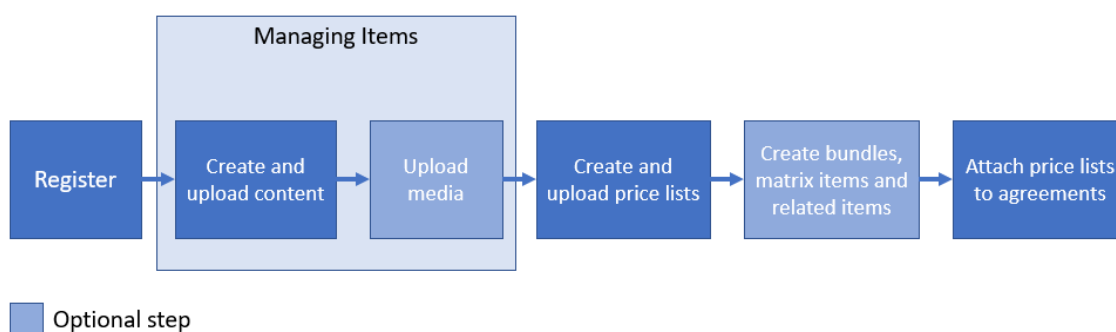 Managing Items
Register
Create and
upload content
Upload
media
Create and
upload price lists
Create bundles,
matrix items and
related items
Attach price lists
to agreements
Optional step